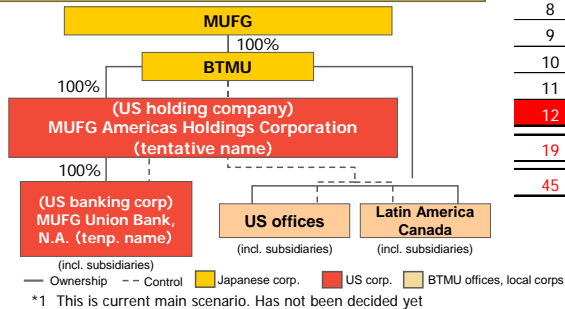 MUFG
100%
BTMU
100%
(US holding company)
MUFG Americas Holdings Corporation
(tentative name)
100%
(US banking corp)
MUFG Union Bank,
N.A. (tenp. name)
(incl. subsidiaries)
US offices
(incl. subsidiaries)
Latin America
Canada
(incl. subsidiaries)
Ownership Control Japanese corp. US corp. BTMU offices, local corps
*1 This is current main scenario. Has not been decided yet
8
9
10
11
12
19
45